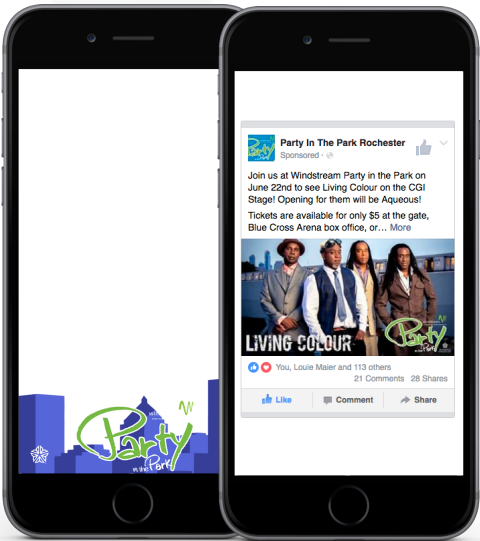 Party
in the Park
Party In The Park Rochester
Sponsored ·
Join us at Windstream Party in the Park on
June 22nd to see Living Colour on the CGI
Stage! Opening for them will be Aqueous!
Tickets are available for only $5 at the gate,
Blue Cross Arena box office, or... More
LIVING COLOUR
Party
in the Park
You, Louie Maier and 113 others
21 Comments 28 Shares
Like Comment Share